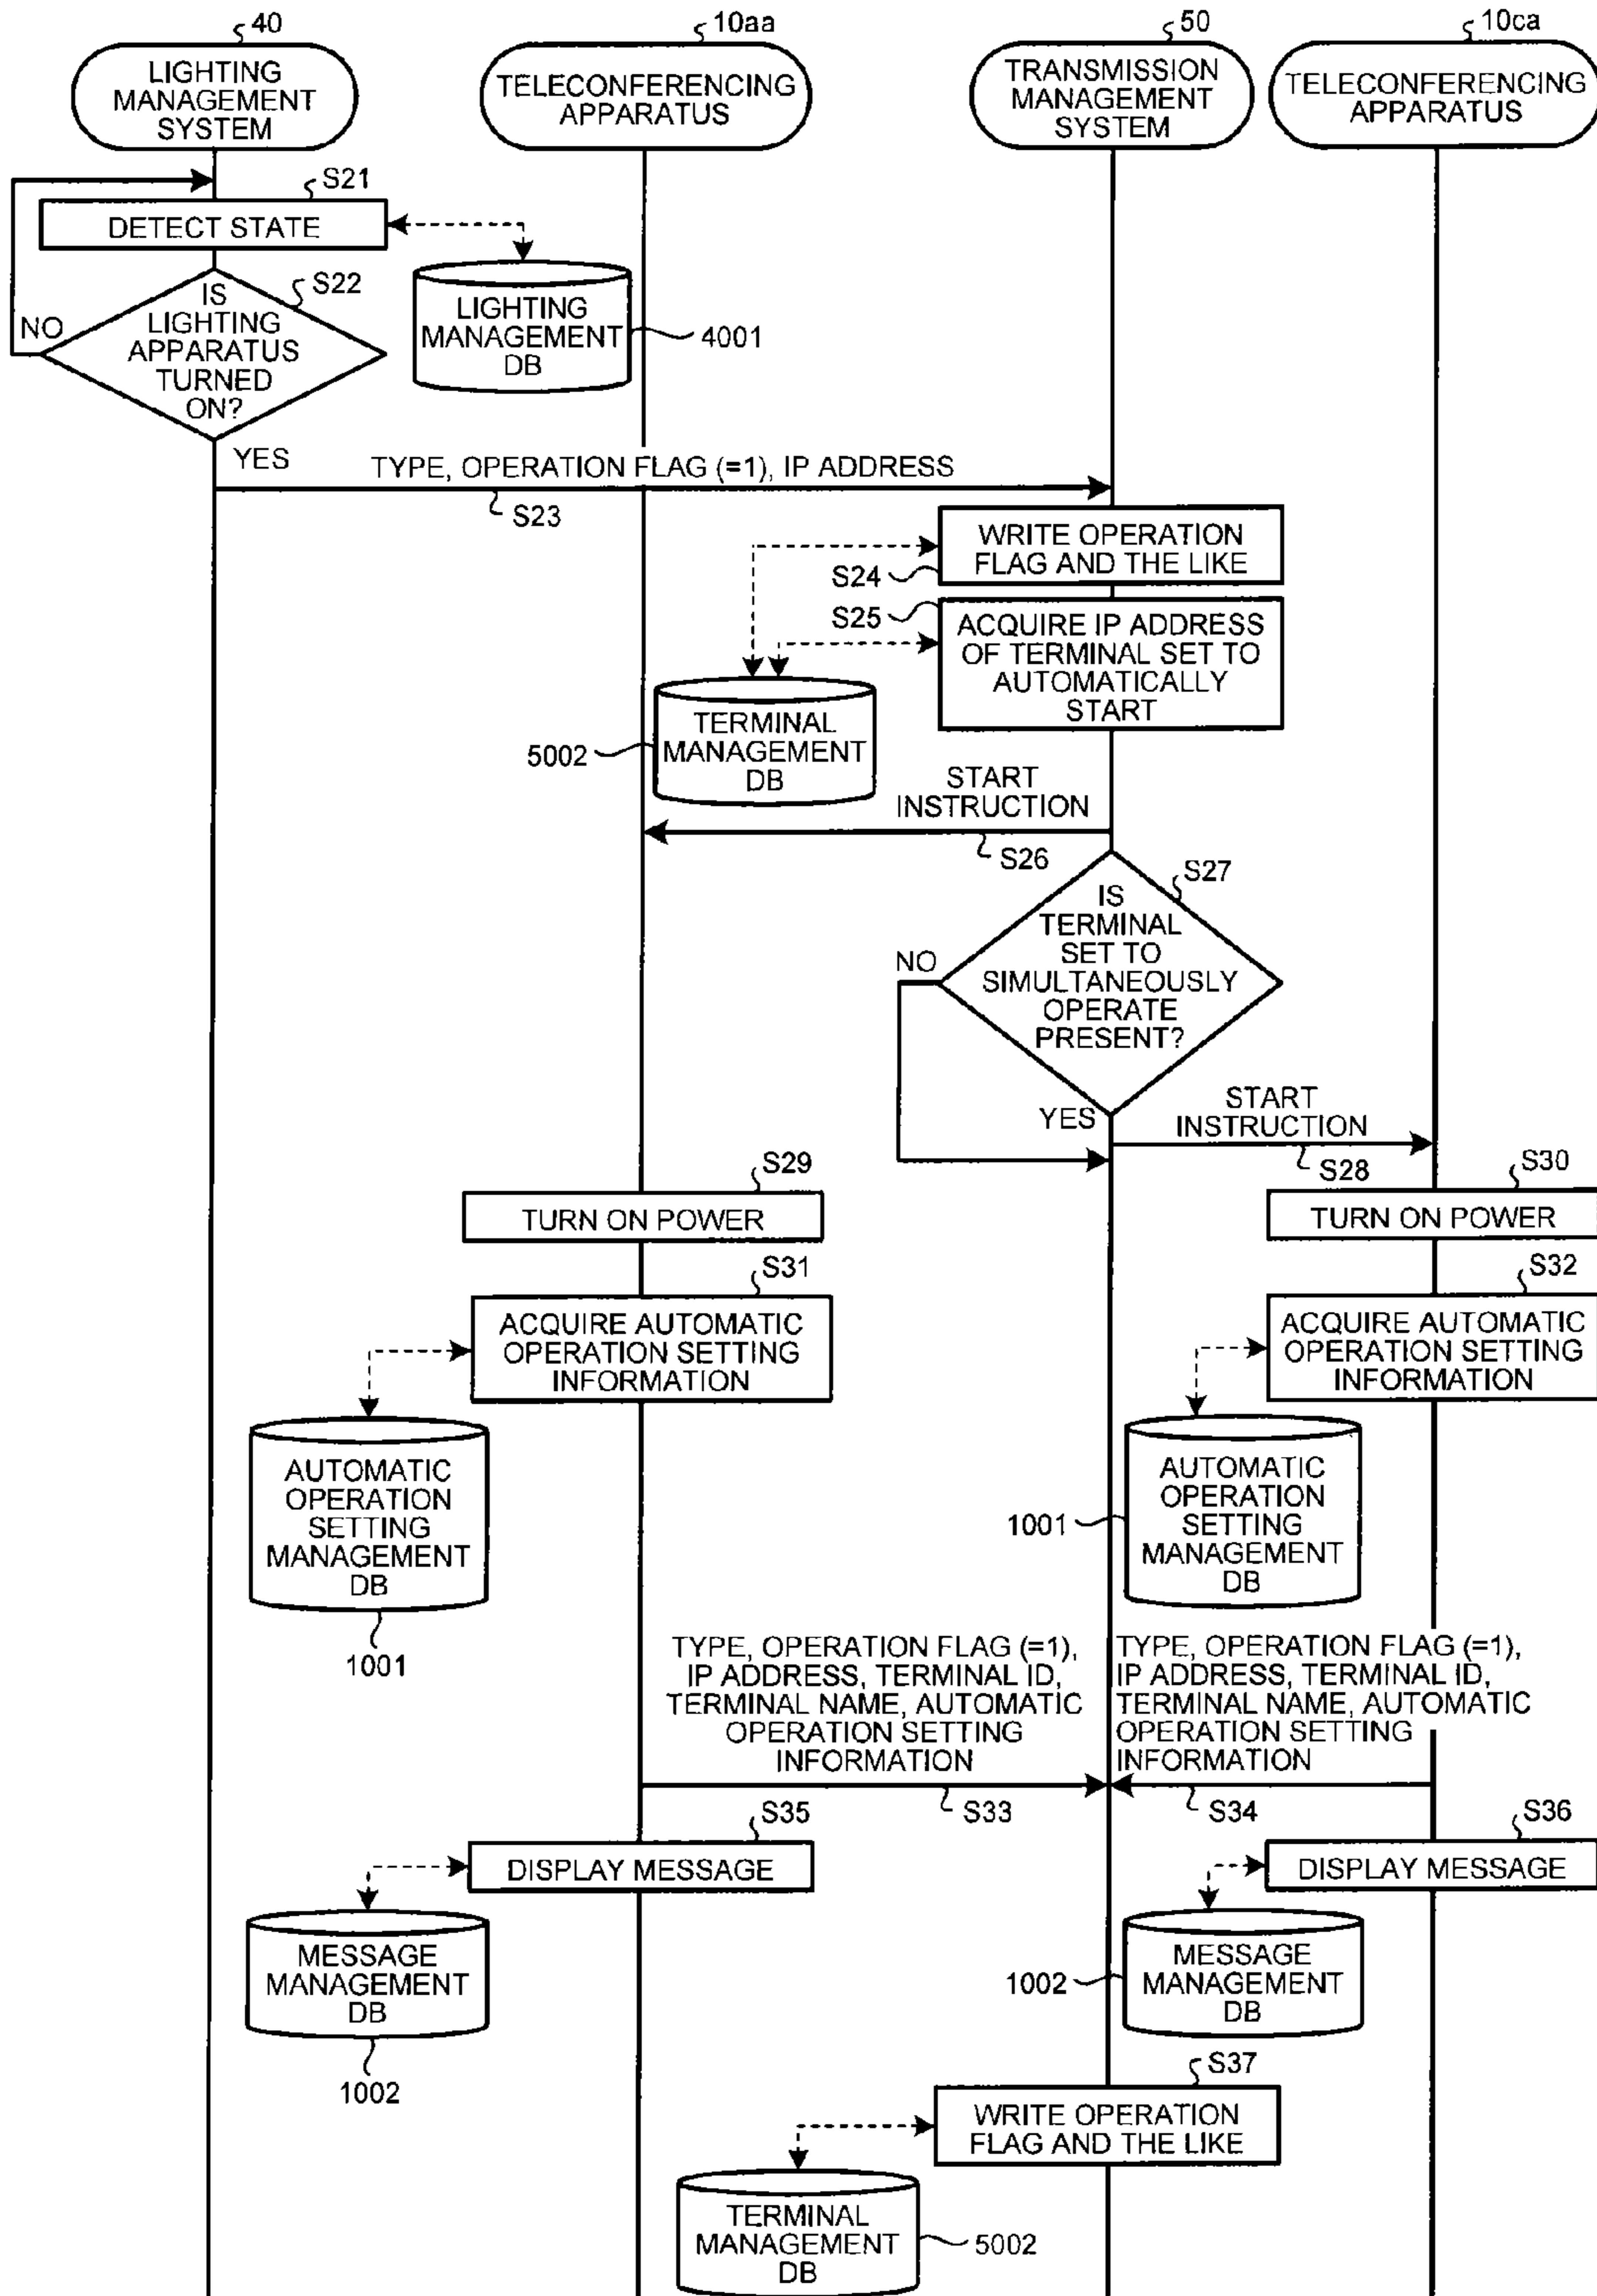 40
10aa
50
10ca
LIGHTING
MANAGEMENT
SYSTEM
TELECONFERENCING
APPARATUS
TRANSMISSION
MANAGEMENT
SYSTEM
TELECONFERENCING
APPARATUS
S21
DETECT STATE
S22
IS
LIGHTING
APPARATUS
TURNED
ON?
NO
LIGHTING
MANAGEMENT
DB
4001
YES
TYPE, OPERATION FLAG (=1), IP ADDRESS
S23
WRITE OPERATION
FLAG AND THE LIKE
S24
S25
ACQUIRE IP ADDRESS
OF TERMINAL SET TO
AUTOMATICALLY
START
TERMINAL
MANAGEMENT
DB
5002
START
INSTRUCTION
S26
S27
IS
TERMINAL
SET TO
SIMULTANEOUSLY
OPERATE
PRESENT?
NO
YES
START
INSTRUCTION
S28
S29
TURN ON POWER
S30
TURN ON POWER
S31
ACQUIRE AUTOMATIC
OPERATION SETTING
INFORMATION
S32
ACQUIRE AUTOMATIC
OPERATION SETTING
INFORMATION
AUTOMATIC
OPERATION
SETTING
MANAGEMENT
DB
1001
AUTOMATIC
OPERATION
SETTING
MANAGEMENT
DB
1001
TYPE, OPERATION FLAG (=1),
IP ADDRESS, TERMINAL ID,
TERMINAL NAME, AUTOMATIC
OPERATION SETTING
INFORMATION
S33
TYPE, OPERATION FLAG (=1),
IP ADDRESS, TERMINAL ID,
TERMINAL NAME, AUTOMATIC
OPERATION SETTING
INFORMATION
S34
S35
DISPLAY MESSAGE
S36
DISPLAY MESSAGE
MESSAGE
MANAGEMENT
DB
1002
MESSAGE
MANAGEMENT
DB
1002
S37
WRITE OPERATION
FLAG AND THE LIKE
TERMINAL
MANAGEMENT
DB
5002